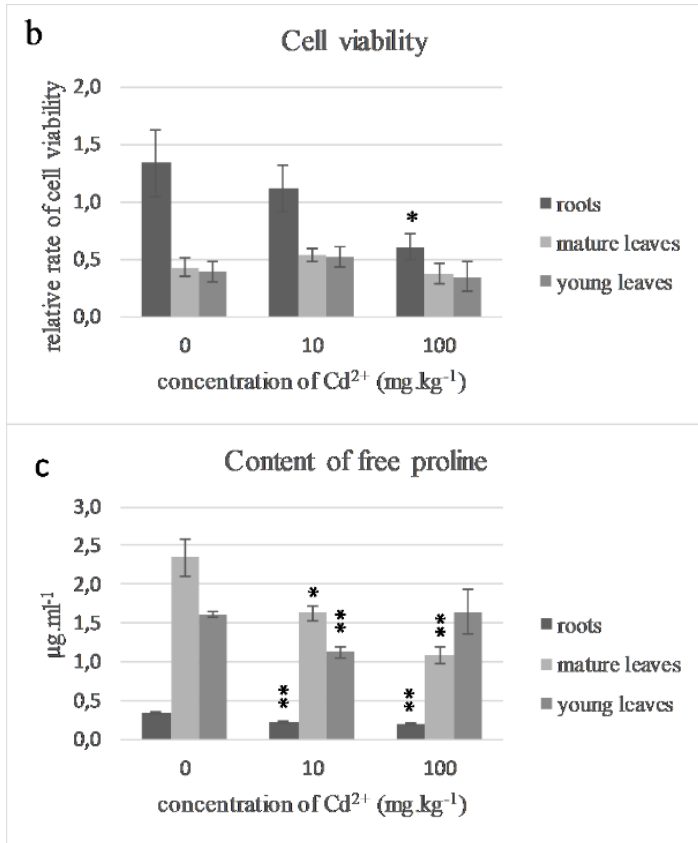 b
Cell viability
relative rate of cell viability
2,0
1,5
1,0
0,5
0,0
*
0
10
100
concentration of Cd²⁺ (mg.kg⁻¹)
roots
mature leaves
young leaves
c
Content of free proline
µg.ml⁻¹
3,0
2,5
2,0
1,5
1,0
0,5
0,0
**
*
**
**
**
0
10
100
concentration of Cd²⁺ (mg.kg⁻¹)
roots
mature leaves
young leaves